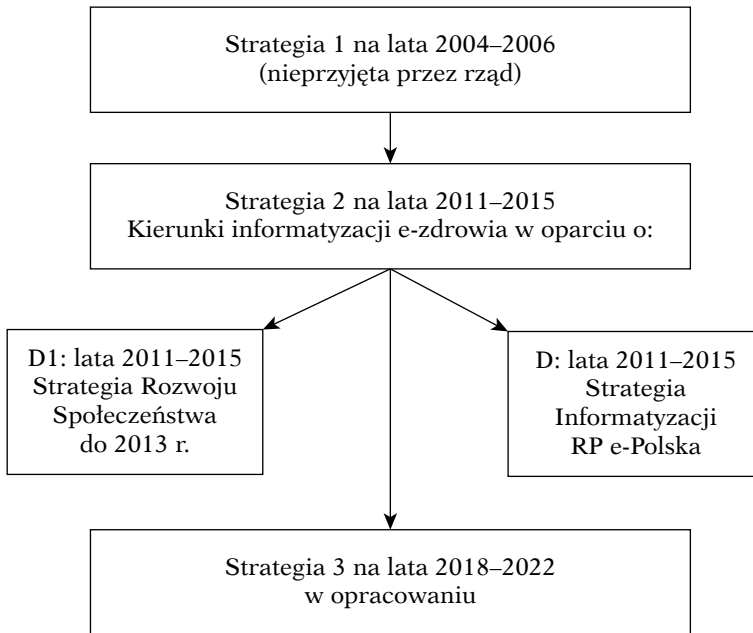 Strategia 1 na lata 2004–2006
(nieprzyjęta przez rząd)
Strategia 2 na lata 2011–2015
Kierunki informatyzacji e-zdrowia w oparciu o:
D1: lata 2011–2015
Strategia Rozwoju
Społeczeństwa
do 2013 r.
D: lata 2011–2015
Strategia
Informatyzacji
RP e-Polska
Strategia 3 na lata 2018–2022
w opracowaniu